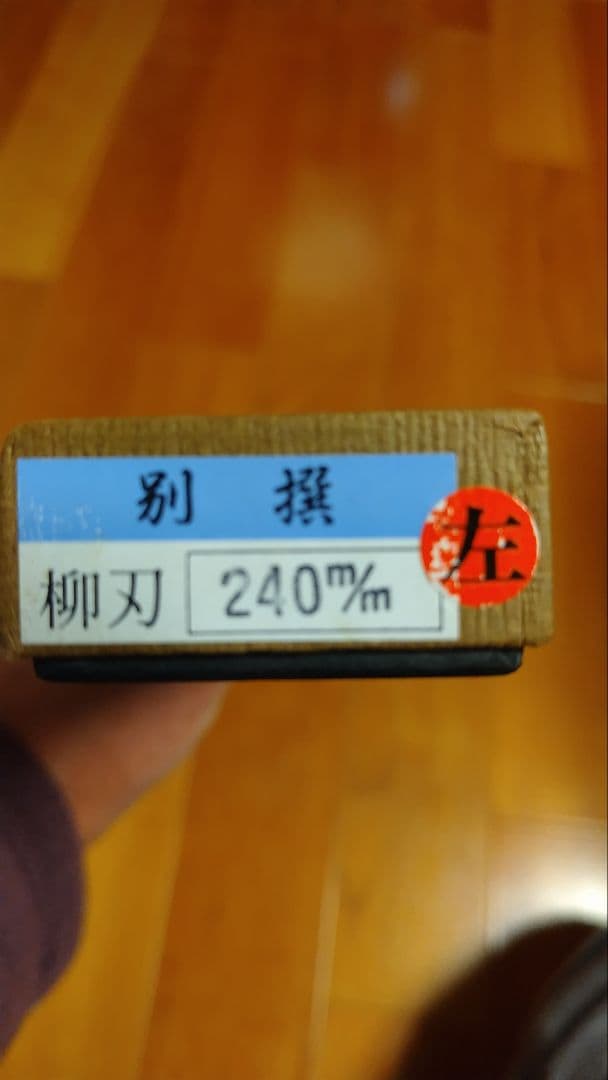 別 撰
柳刃 240m/m
左